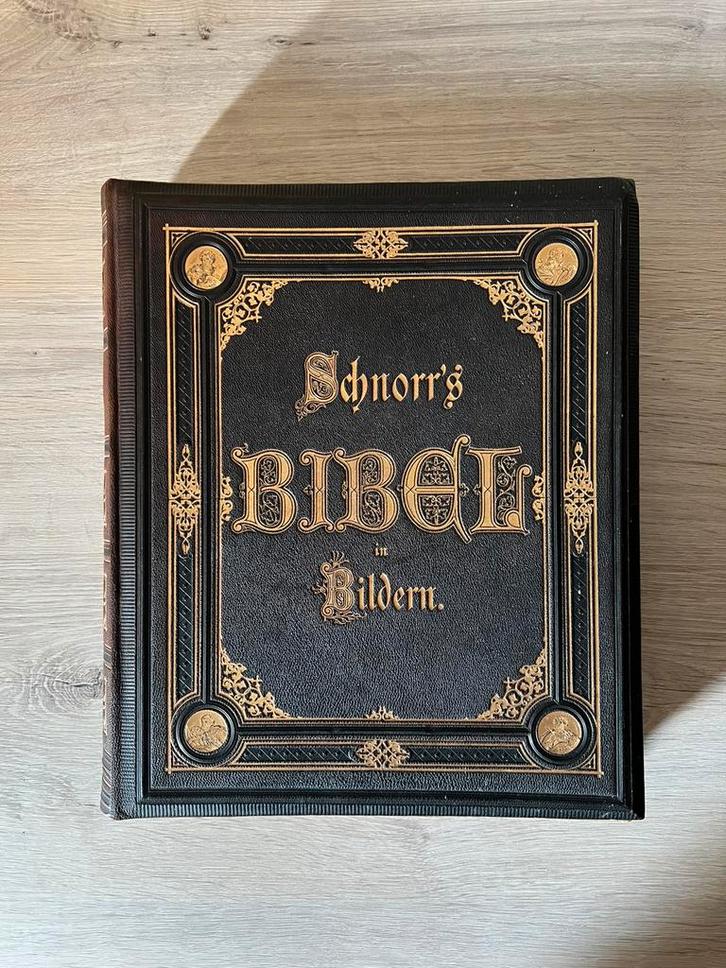 Schnorr's
BIBEL
in
Bildern.